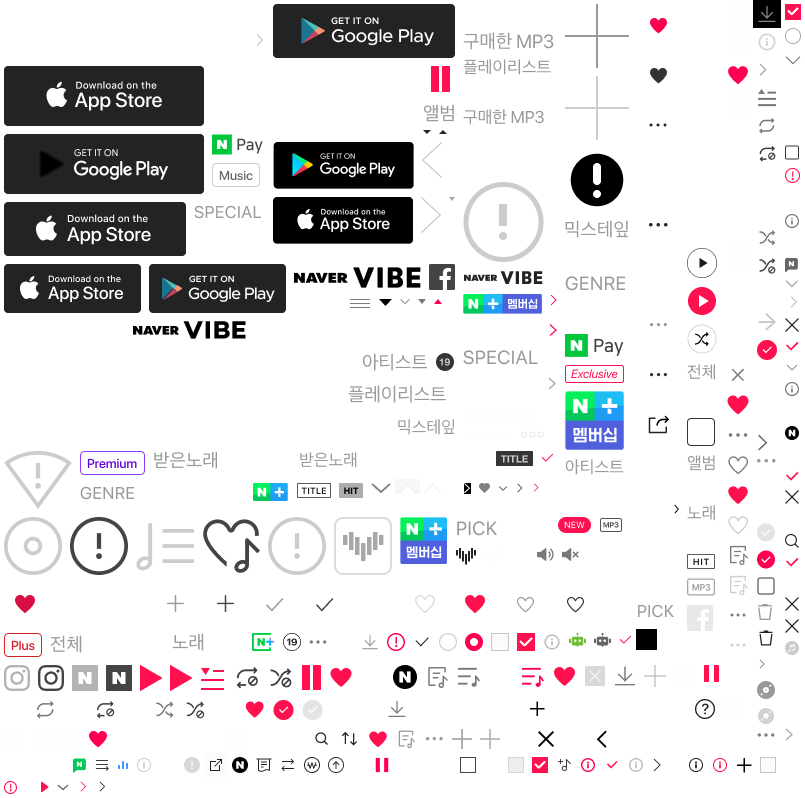 GET IT ON
Google Play
구매한 MP3
플레이리스트
Download on the
App Store
앨범
구매한 MP3
GET IT ON
Google Play
N Pay
Music
GET IT ON
Google Play
Download on the
App Store
SPECIAL
Download on the
App Store
믹스테잎
Download on the
App Store
GET IT ON
Google Play
NAVER VIBE
NAVER VIBE
GENRE
N + 멤버십
NAVER VIBE
N Pay
아티스트
19
SPECIAL
전체
Exclusive
플레이리스트
N +
멤버십
믹스테잎
아티스트
앨범
Premium
받은노래
받은노래
TITLE
GENRE
N +
TITLE
HIT
노래
N +
멤버십
PICK
NEW
MP3
HIT
MP3
PICK
Plus
전체
노래
N+
19
N
N
N
N
N